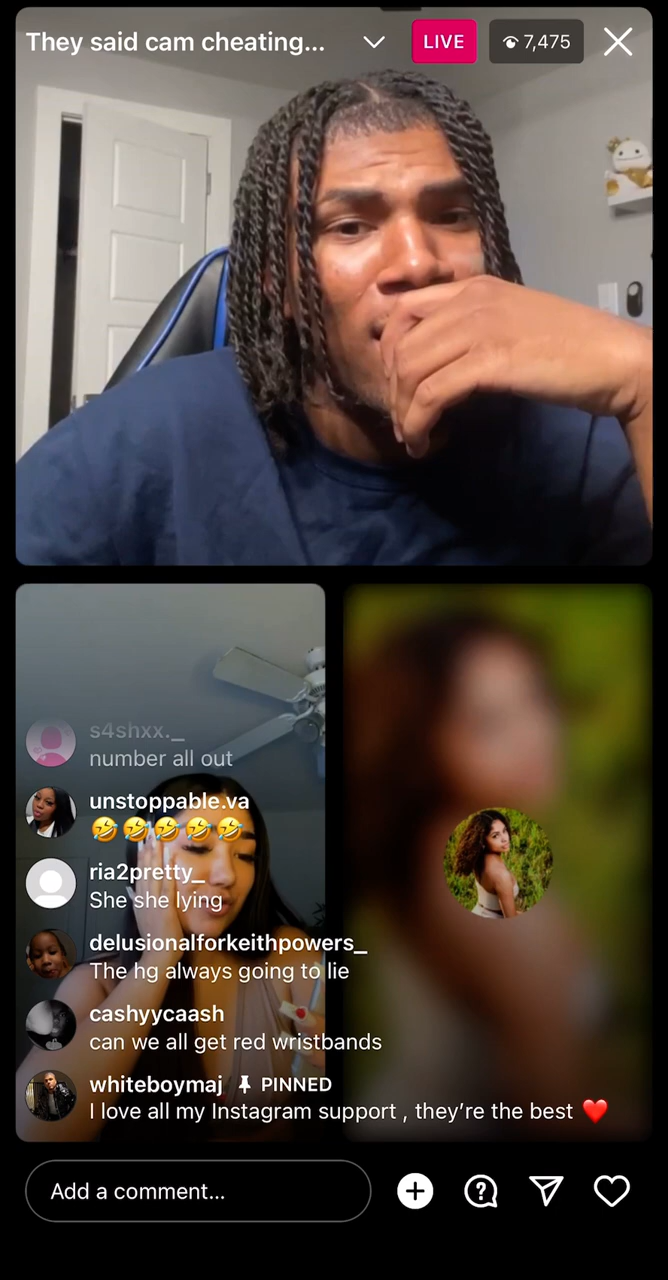 They said cam cheating...
LIVE
7,475
s4shxx._
number all out
unstoppable.va
🤣🤣🤣🤣🤣
ria2pretty_
She she lying
delusionalforkeithpowers_
The hg always going to lie
cashyycaash
can we all get red wristbands
whiteboymaj PINNED
I love all my Instagram support , they’re the best ❤️
Add a comment...